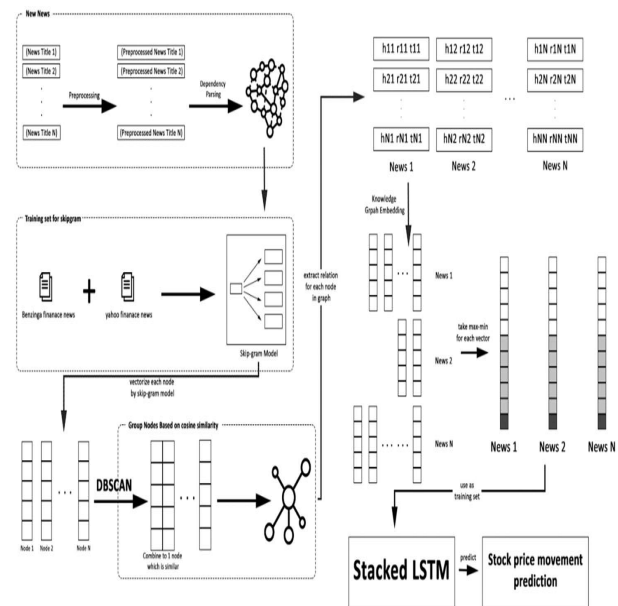 New News
{News Title 1}
{News Title 2}
{News Title N}
Preprocessing
{Preprocessed News Title 1}
{Preprocessed News Title 2}
{Preprocessed News Title N}
Dependency
Parsing
Training set for skipgram
Benzinga finanace news
+
yahoo finanace news
Skip-gram Model
vectorize each node
by skip-gram model
Node 1
Node 2
. . .
Node N
DBSCAN
Group Nodes Based on cosine similarity
Combine to 1 node
which is similar
. . .
extract relation
for each node
in graph
h11 r11 t11
h21 r21 t21
hN1 rN1 tN1
News 1
h12 r12 t12
h22 r22 t22
hN2 rN2 tN2
News 2
. . .
h1N r1N t1N
h2N r2N t2N
hNN rNN tNN
News N
Knowledge
Grpah Embedding
. . .
News 1
News 2
. . . . . .
News N
take max-min
for each vector
News 1
News 2
News N
use as
training set
Stacked LSTM
predict
Stock price movement
prediction